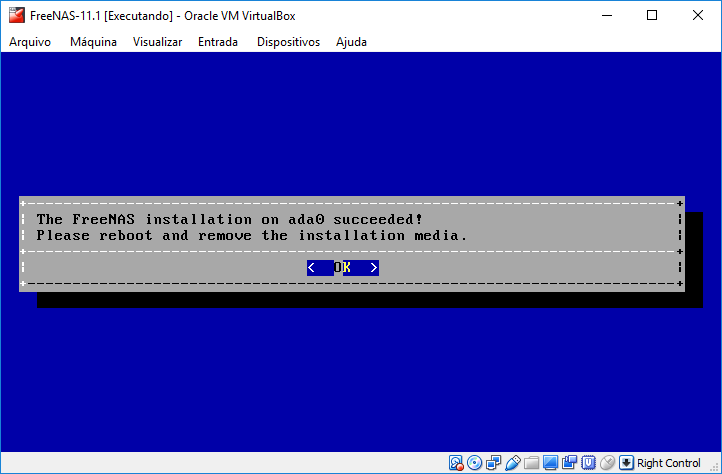 FreeNAS-11.1 [Executando] - Oracle VM VirtualBox
Arquivo Máquina Visualizar Entrada Dispositivos Ajuda
The FreeNAS installation on ada0 succeeded!
Please reboot and remove the installation media.
< OK >
Right Control